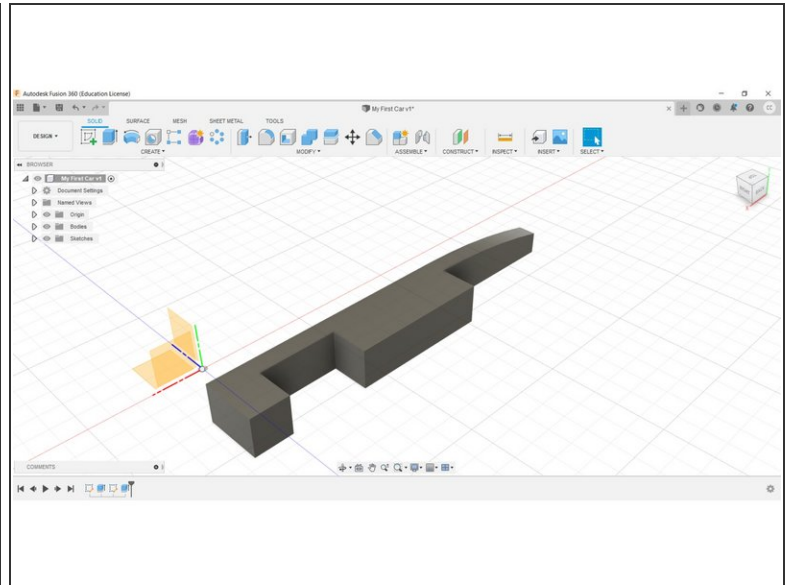 Autodesk Fusion 360 (Education License)
My First Car v1*
SOLID SURFACE MESH SHEET METAL TOOLS
DESIGN
CREATE MODIFY ASSEMBLE CONSTRUCT INSPECT INSERT SELECT
BROWSER
My First Car v1
Document Settings
Named Views
Origin
Bodies
Sketches
COMMENTS